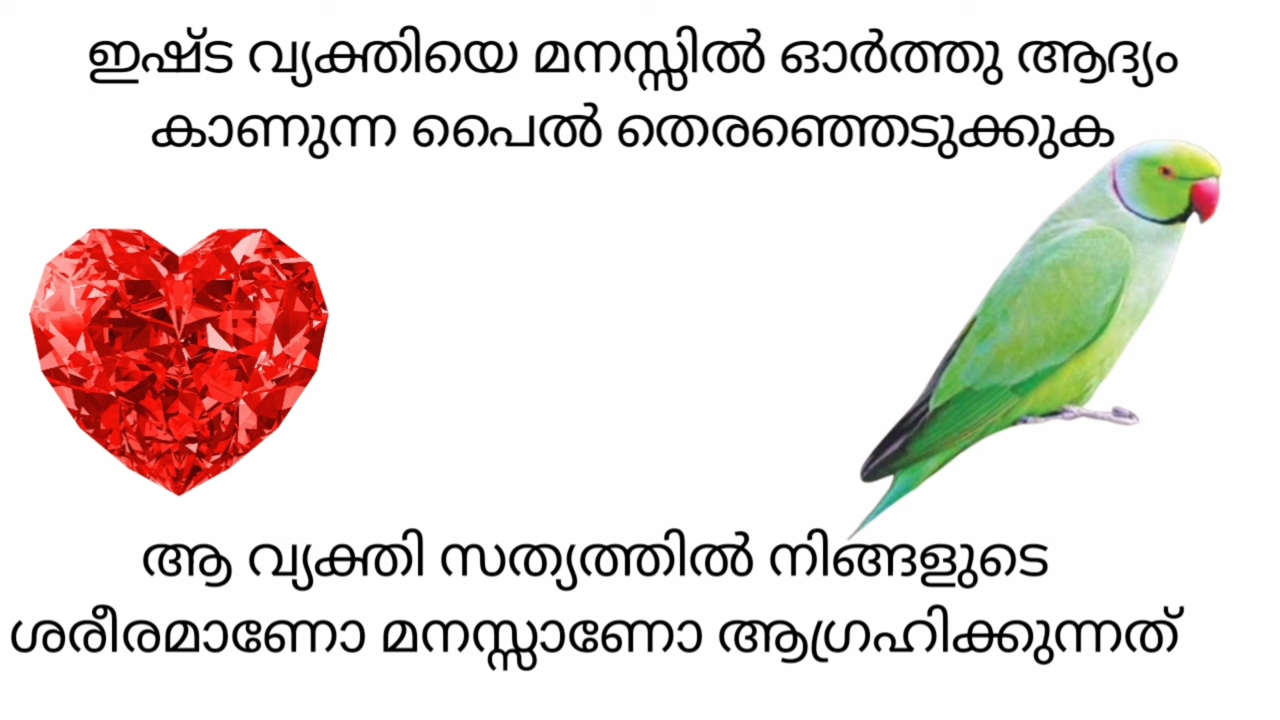 ഇഷ്ട വ്യക്തിയെ മനസ്സിൽ ഓർത്തു ആദ്യം
കാണുന്ന പൈൽ തെരഞ്ഞെടുക്കുക
ആ വ്യക്തി സത്യത്തിൽ നിങ്ങളുടെ
ശരീരമാണോ മനസ്സാണോ ആഗ്രഹിക്കുന്നത്